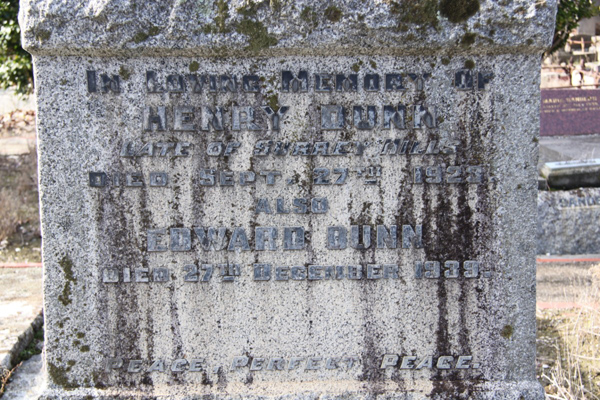 In Loving Memory of
HENRY DUNN
LATE OF SURREY HILLS
DIED SEPT. 27TH 1923.
ALSO
EDWARD DUNN
DIED 27TH DECEMBER 1939.
PEACE, PERFECT PEACE.